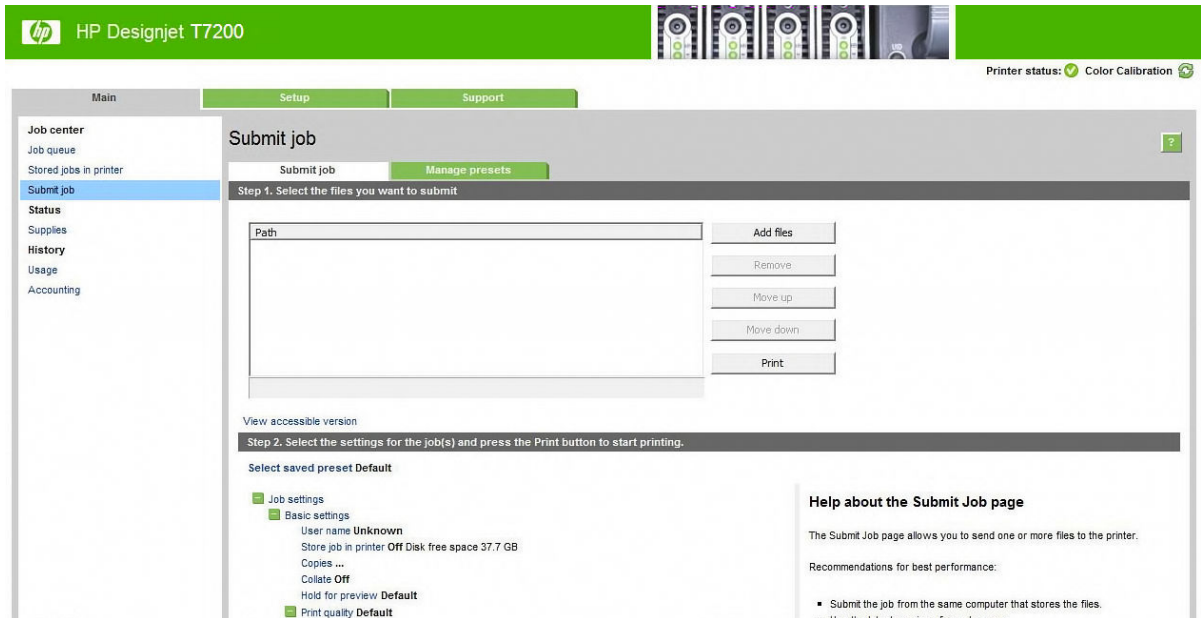 hp HP Designjet T7200
UID
Printer status: Color Calibration
Main Setup Support
Job center
Job queue
Stored jobs in printer
Submit job
Status
Supplies
History
Usage
Accounting
Submit job
?
Submit job Manage presets
Step 1. Select the files you want to submit
Path
Add files
Remove
Move up
Move down
Print
View accessible version
Step 2. Select the settings for the job(s) and press the Print button to start printing.
Select saved preset Default
Job settings
Basic settings
User name Unknown
Store job in printer Off Disk free space 37.7 GB
Copies ...
Collate Off
Hold for preview Default
Print quality Default
Help about the Submit Job page
The Submit Job page allows you to send one or more files to the printer.
Recommendations for best performance:
Submit the job from the same computer that stores the files.